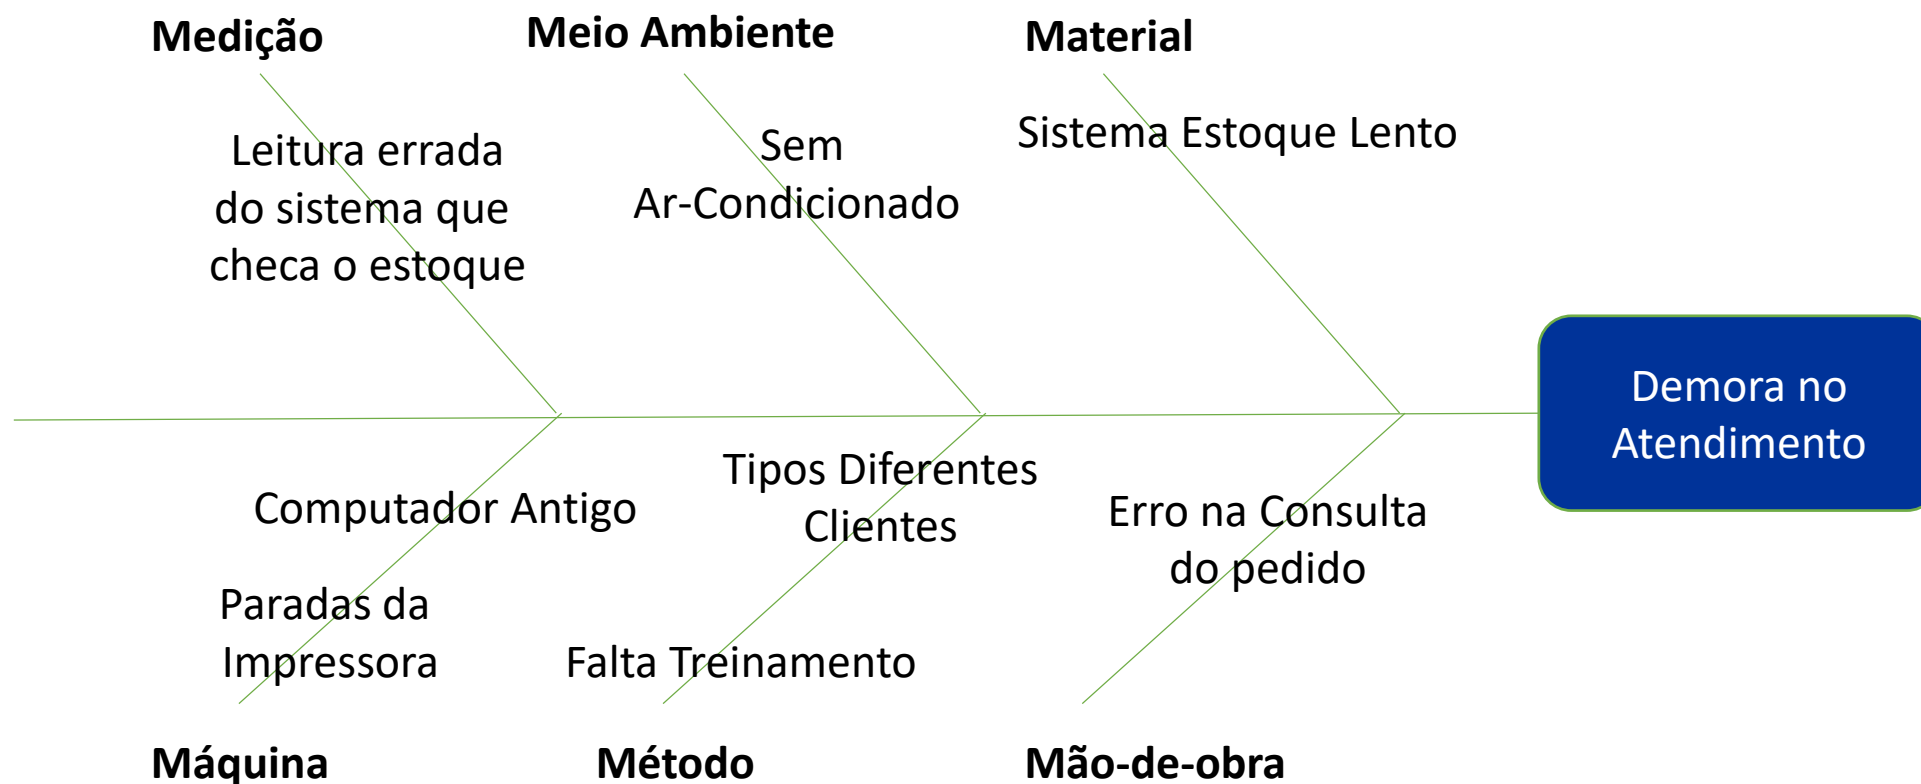 Medição
Meio Ambiente
Material
Leitura errada
do sistema que
checa o estoque
Sem
Ar-Condicionado
Sistema Estoque Lento
Demora no
Atendimento
Computador Antigo
Paradas da
Impressora
Tipos Diferentes
Clientes
Falta Treinamento
Erro na Consulta
do pedido
Máquina
Método
Mão-de-obra